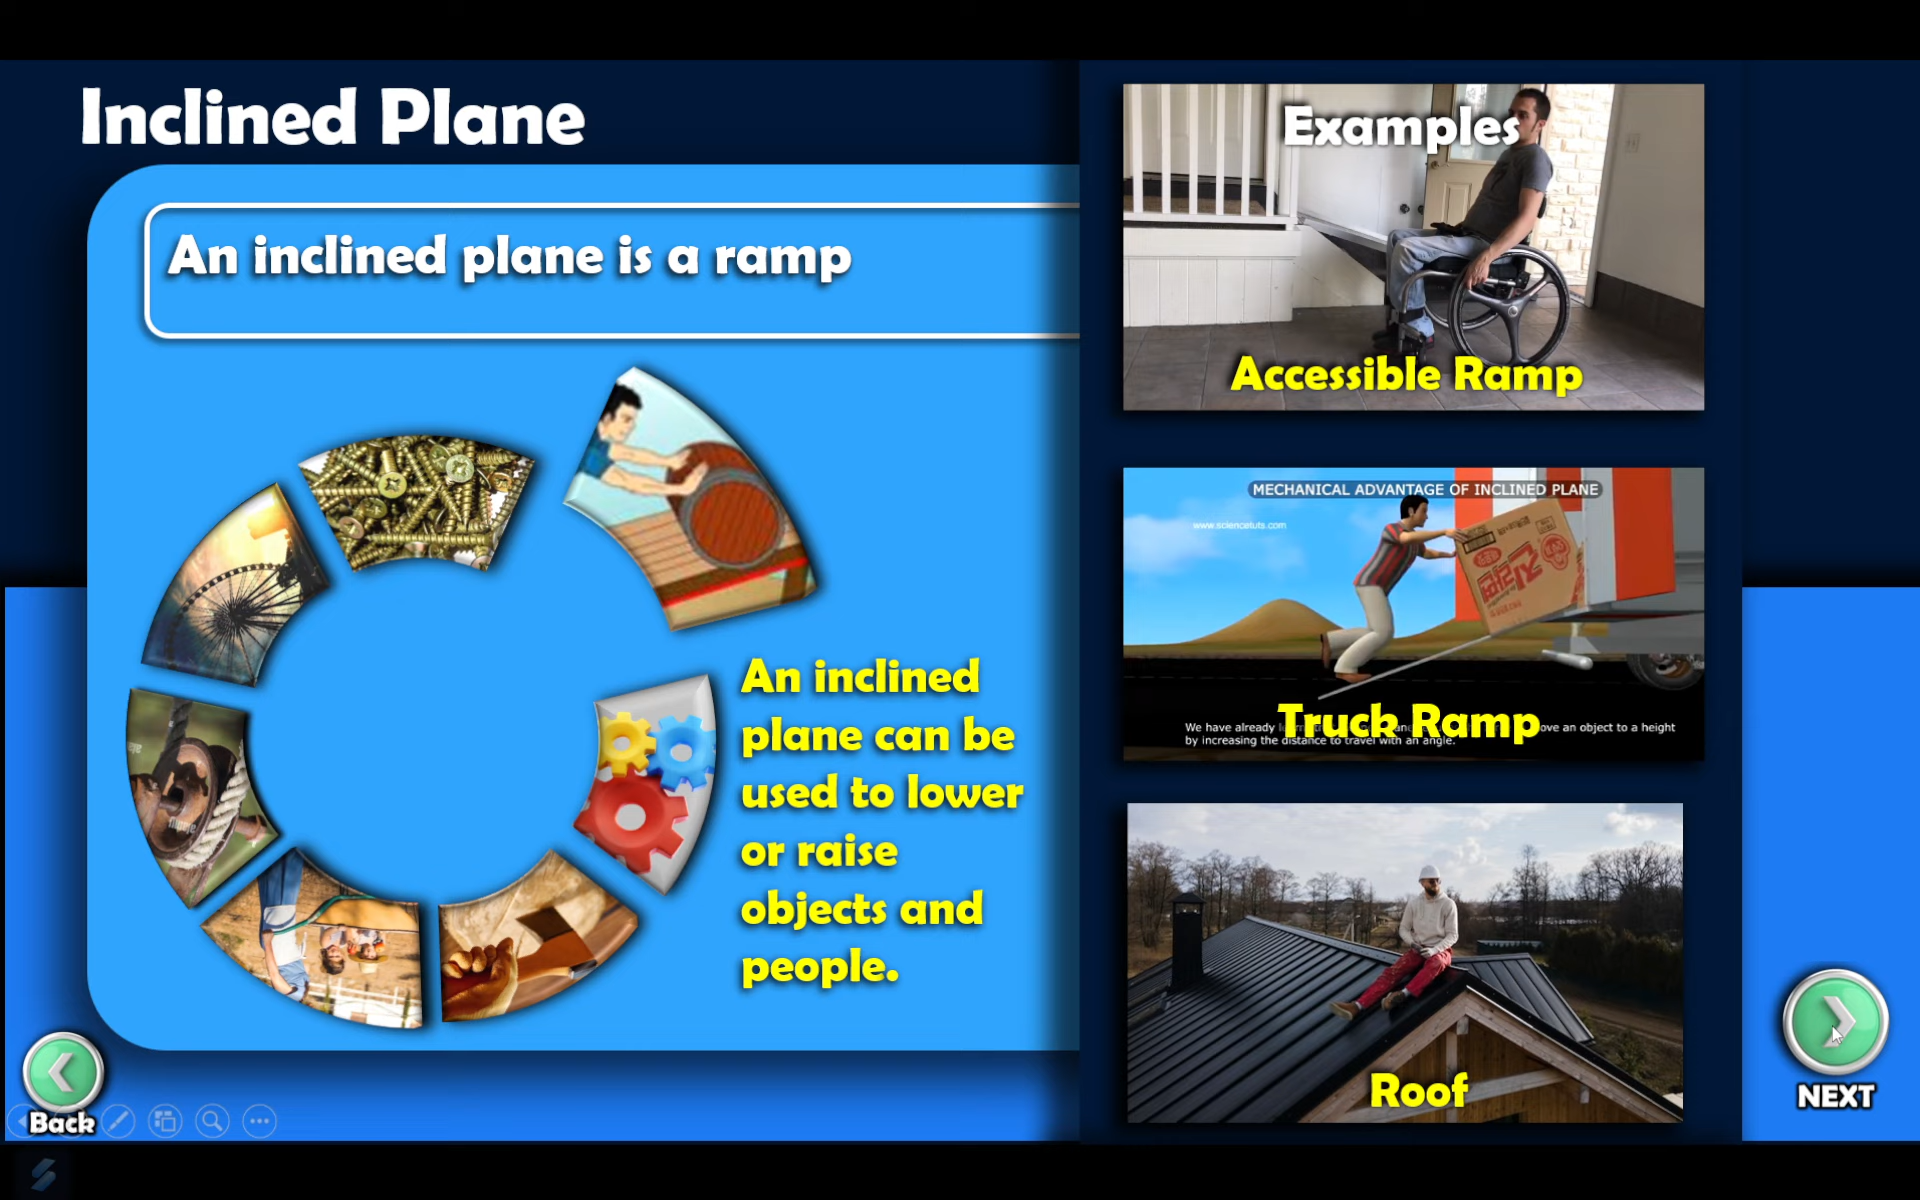 Inclined Plane
An inclined plane is a ramp
An inclined
plane can be
used to lower
or raise
objects and
people.
Examples
Accessible Ramp
MECHANICAL ADVANTAGE OF INCLINED PLANE
www.sciencetuts.com
We have already
ove an object to a height
by increasing the distance to travel with an angle.
Truck Ramp
Roof
Back
NEXT